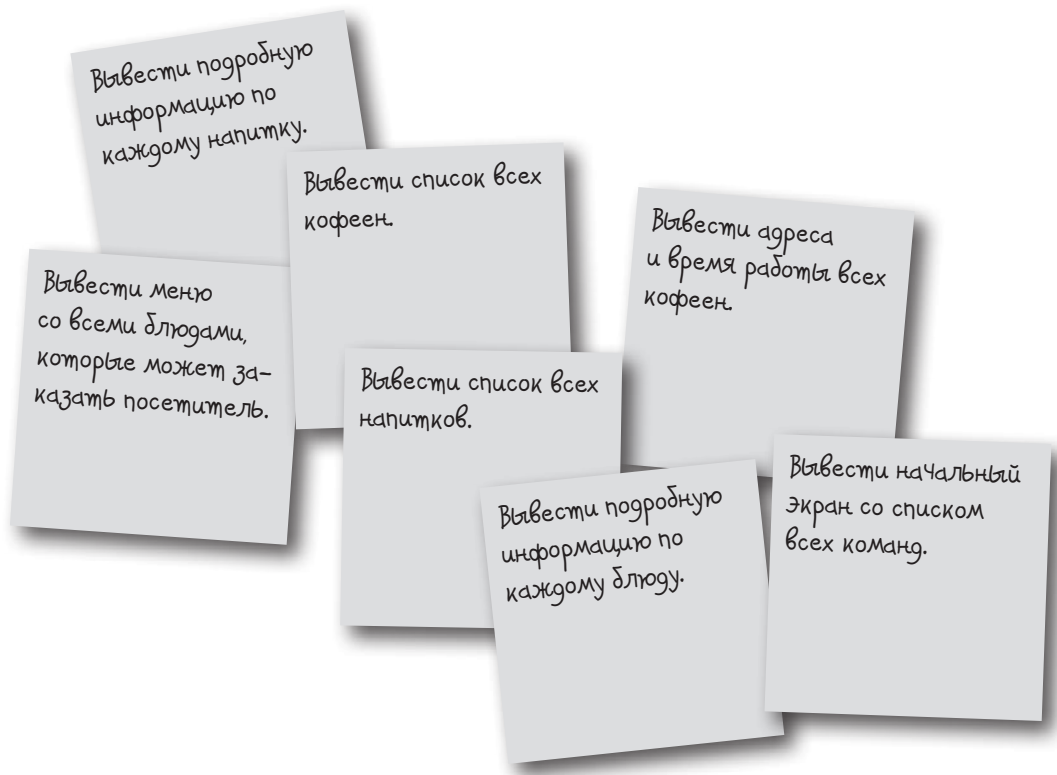 Вывести подробную
информацию по
каждому напитку.
Вывести список всех
кофеен.
Вывести адреса
и время работы всех
кофеен.
Вывести меню
со всеми блюдами,
которые может за-
казать посетитель.
Вывести список всех
напитков.
Вывести подробную
информацию по
каждому блюду.
Вывести начальный
экран со списком
всех команд.